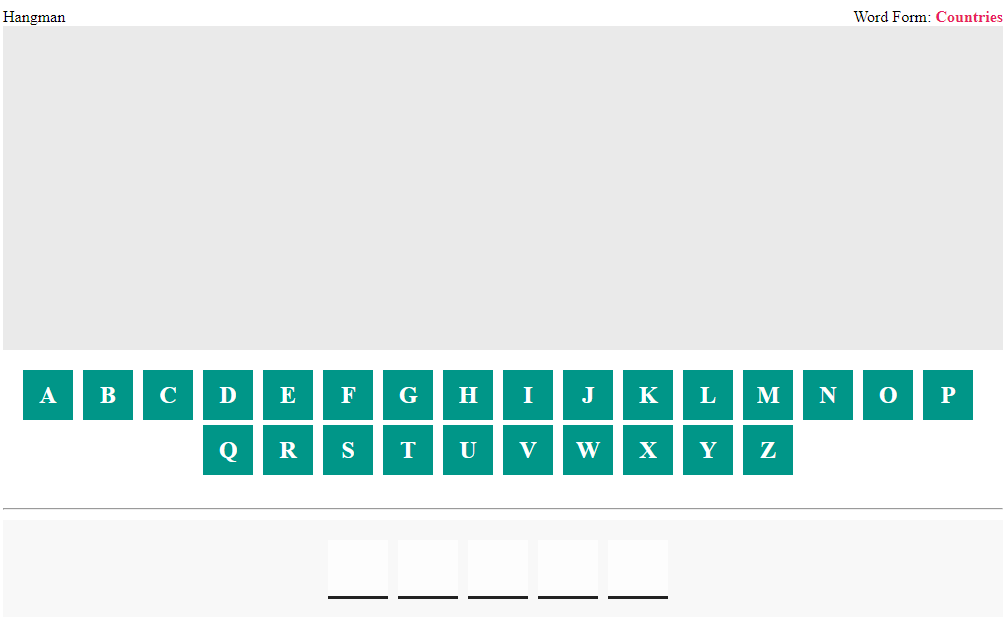 Hangman Word Form: Countries
A B C D E F G H I J K L M N O P
Q R S T U V W X Y Z